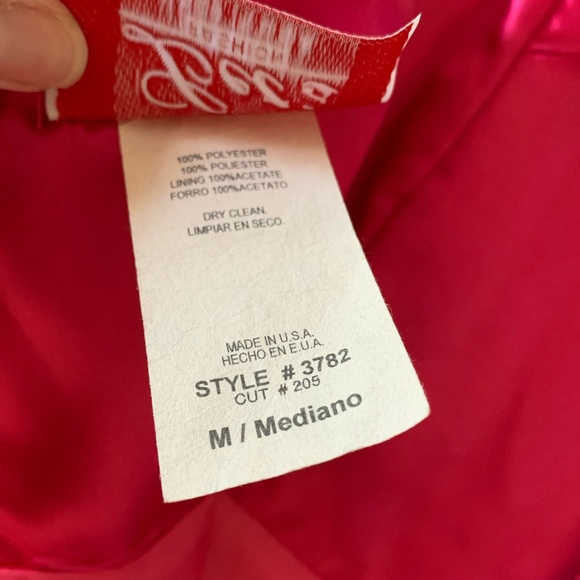 100% POLYESTER
100% POLIESTER
LINING 100%ACETATE
FORRO 100%ACETATO
DRY CLEAN.
LIMPIAR EN SECO.
MADE IN U.S.A.
HECHO EN E.U.A.
STYLE # 3782
CUT # 205
M / Mediano